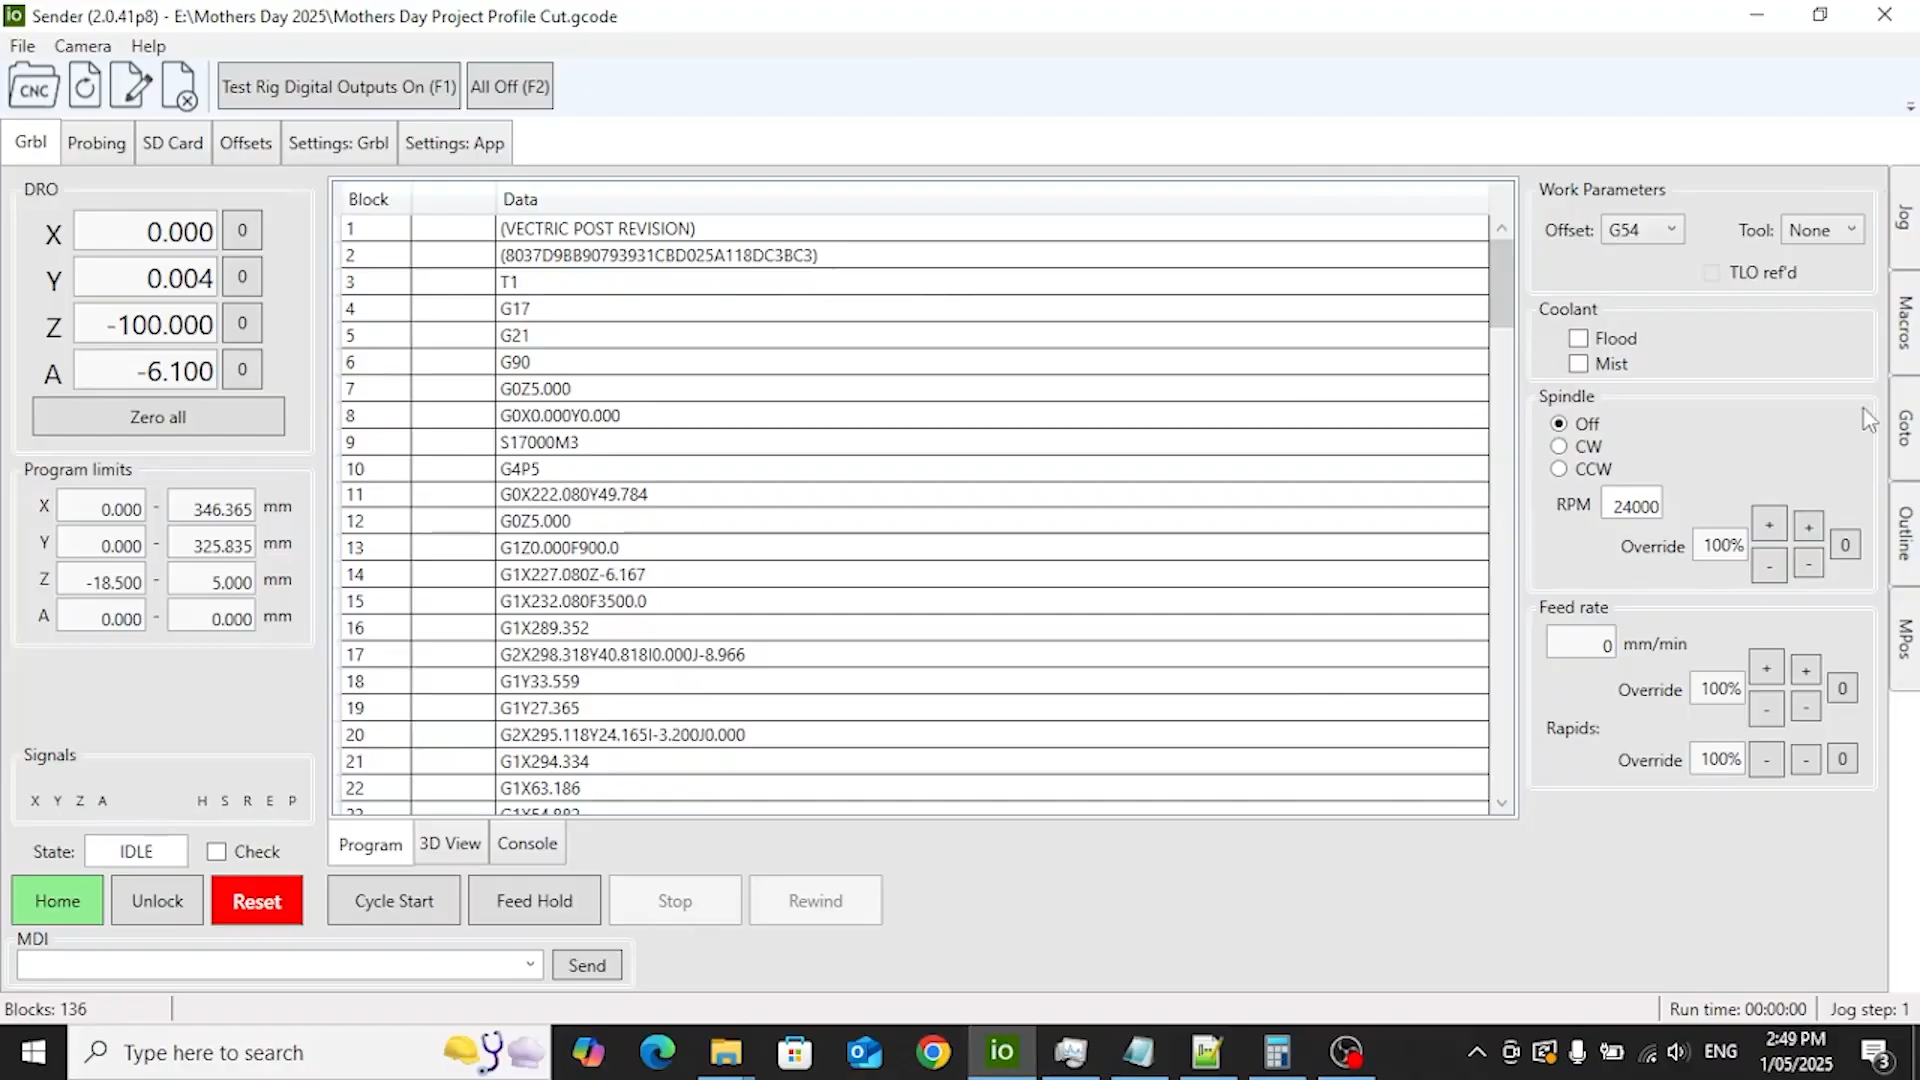 io Sender (2.0.41p8) - E:\Mothers Day 2025\Mothers Day Project Profile Cut.gcode
File Camera Help
CNC Test Rig Digital Outputs On (F1) All Off (F2)
Grbl Probing SD Card Offsets Settings: Grbl Settings: App
DRO
X 0.000 0
Y 0.004 0
Z -100.000 0
A -6.100 0
Zero all
Program limits
X 0.000 - 346.365 mm
Y 0.000 - 325.835 mm
Z -18.500 - 5.000 mm
A 0.000 - 0.000 mm
Signals
X Y Z A H S R E P
State: IDLE Check
Home Unlock Reset
MDI
Send
Block Data
1 (VECTRIC POST REVISION)
2 (8037D9BB90793931CBD025A118DC3BC3)
3 T1
4 G17
5 G21
6 G90
7 G0Z5.000
8 G0X0.000Y0.000
9 S17000M3
10 G4P5
11 G0X222.080Y49.784
12 G0Z5.000
13 G1Z0.000F900.0
14 G1X227.080Z-6.167
15 G1X232.080F3500.0
16 G1X289.352
17 G2X298.318Y40.818I0.000J-8.966
18 G1Y33.559
19 G1Y27.365
20 G2X295.118Y24.165I-3.200J0.000
21 G1X294.334
22 G1X63.186
Program 3D View Console
Cycle Start Feed Hold Stop Rewind
Work Parameters
Offset: G54 Tool: None
TLO ref'd
Coolant
Flood
Mist
Spindle
Off
CW
CCW
RPM 24000
Override 100% + + 0
- -
Feed rate
0 mm/min
Override 100% + + 0
- -
Rapids:
Override 100% - - 0
Jog
Macros
Goto
Outline
MPos
Blocks: 136
Run time: 00:00:00 Jog step: 1
Type here to search
io
ENG
2:49 PM
1/05/2025
3